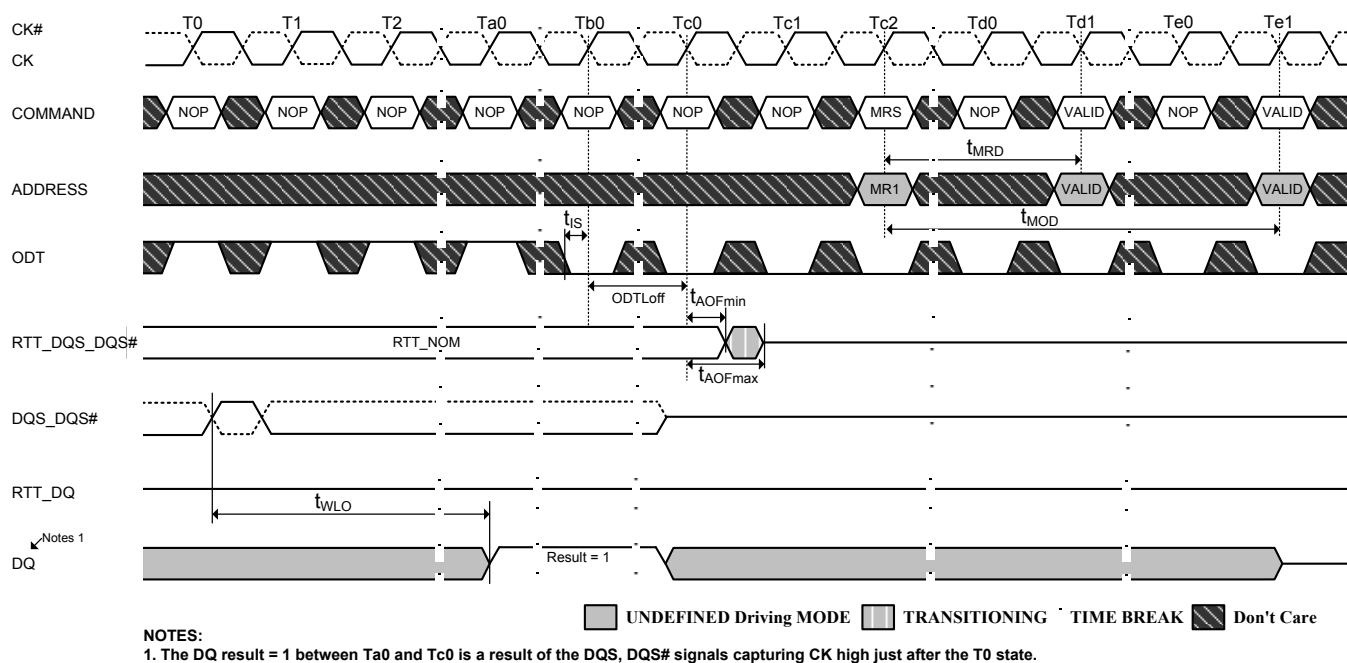 T0 T1 T2 Ta0 Tb0 Tc0 Tc1 Tc2 Td0 Td1 Te0 Te1
CK#
CK
COMMAND NOP NOP NOP NOP NOP NOP NOP MRS NOP VALID NOP VALID
tMRD
ADDRESS MR1 VALID VALID
tIS
tMOD
ODT
ODTLoff
tAOFmin
RTT_DQS_DQS# RTT_NOM
tAOFmax
DQS_DQS#
RTT_DQ
tWLO
Notes 1
DQ Result = 1
UNDEFINED Driving MODE TRANSITIONING TIME BREAK Don't Care
NOTES:
1. The DQ result = 1 between Ta0 and Tc0 is a result of the DQS, DQS# signals capturing CK high just after the T0 state.